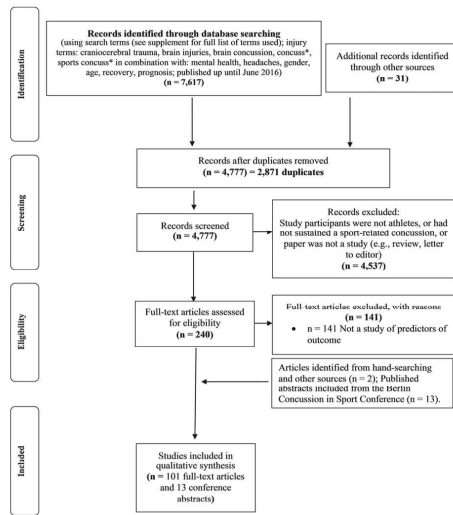 Identification
Records identified through database searching
(using search terms (see supplement for full list of terms used); injury
terms: craniocerebral trauma, brain injuries, brain concussion, concuss*,
sports concuss* in combination with: mental health, headaches, gender,
age, recovery, prognosis; published up until June 2016)
(n = 7,617)
Additional records identified
through other sources
(n = 31)
Screening
Records after duplicates removed
(n = 4,777) = 2,871 duplicates
Records screened
(n = 4,777)
Records excluded:
Study participants were not athletes, or had
not sustained a sport-related concussion, or
paper was not a study (e.g., review, letter
to editor)
(n = 4,537)
Eligibility
Full-text articles assessed
for eligibility
(n = 240)
Full-text articles excluded, with reasons
(n = 141)
• n = 141 Not a study of predictors of
outcome
Articles identified from hand-searching
and other sources (n = 2); Published
abstracts included from the Berlin
Concussion in Sport Conference (n = 13).
Included
Studies included in
qualitative synthesis
(n = 101 full-text articles
and 13 conference
abstracts)